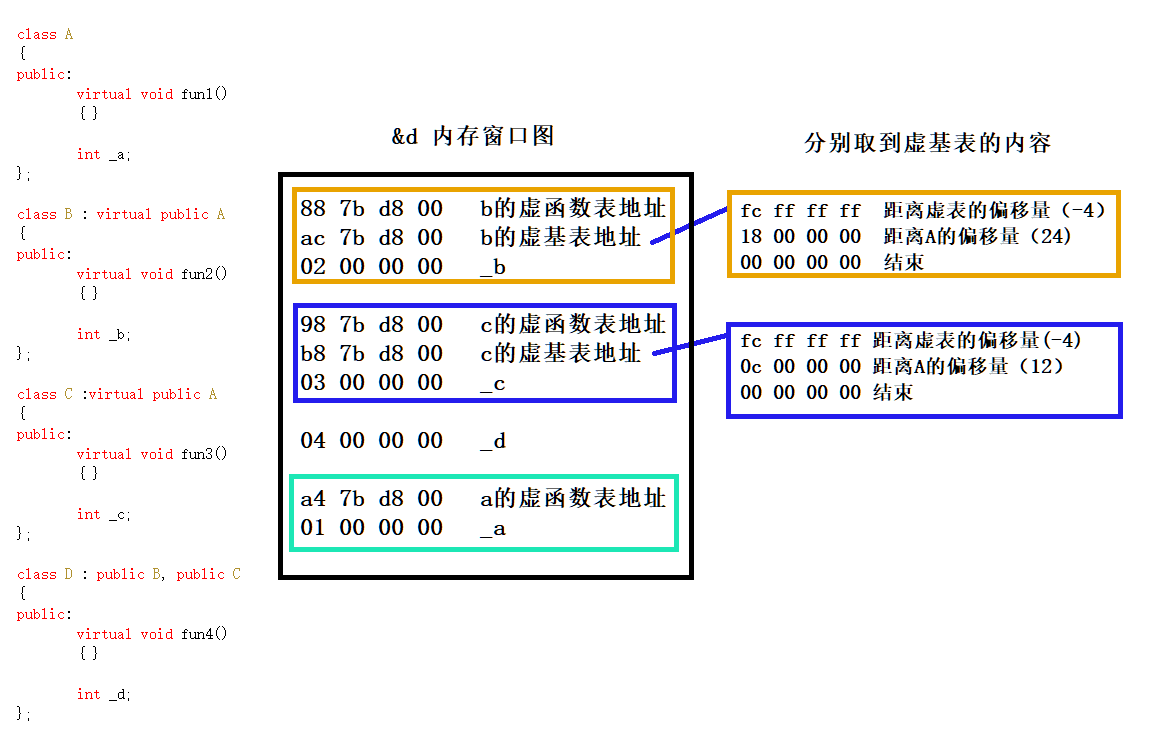 class A
{
public:
virtual void fun1()
{}
int _a;
};
class B : virtual public A
{
public:
virtual void fun2()
{}
int _b;
};
class C :virtual public A
{
public:
virtual void fun3()
{}
int _c;
};
class D : public B, public C
{
public:
virtual void fun4()
{}
int _d;
};
&d 内存窗口图
88 7b d8 00 b的虚函数表地址
ac 7b d8 00 b的虚基表地址
02 00 00 00 _b
98 7b d8 00 c的虚函数表地址
b8 7b d8 00 c的虚基表地址
03 00 00 00 _c
04 00 00 00 _d
a4 7b d8 00 a的虚函数表地址
01 00 00 00 _a
分别取到虚基表的内容
fc ff ff ff 距离虚表的偏移量（-4）
18 00 00 00 距离A的偏移量（24)
00 00 00 00 结束
fc ff ff ff 距离虚表的偏移量(-4)
0c 00 00 00 距离A的偏移量（12）
00 00 00 00 结束